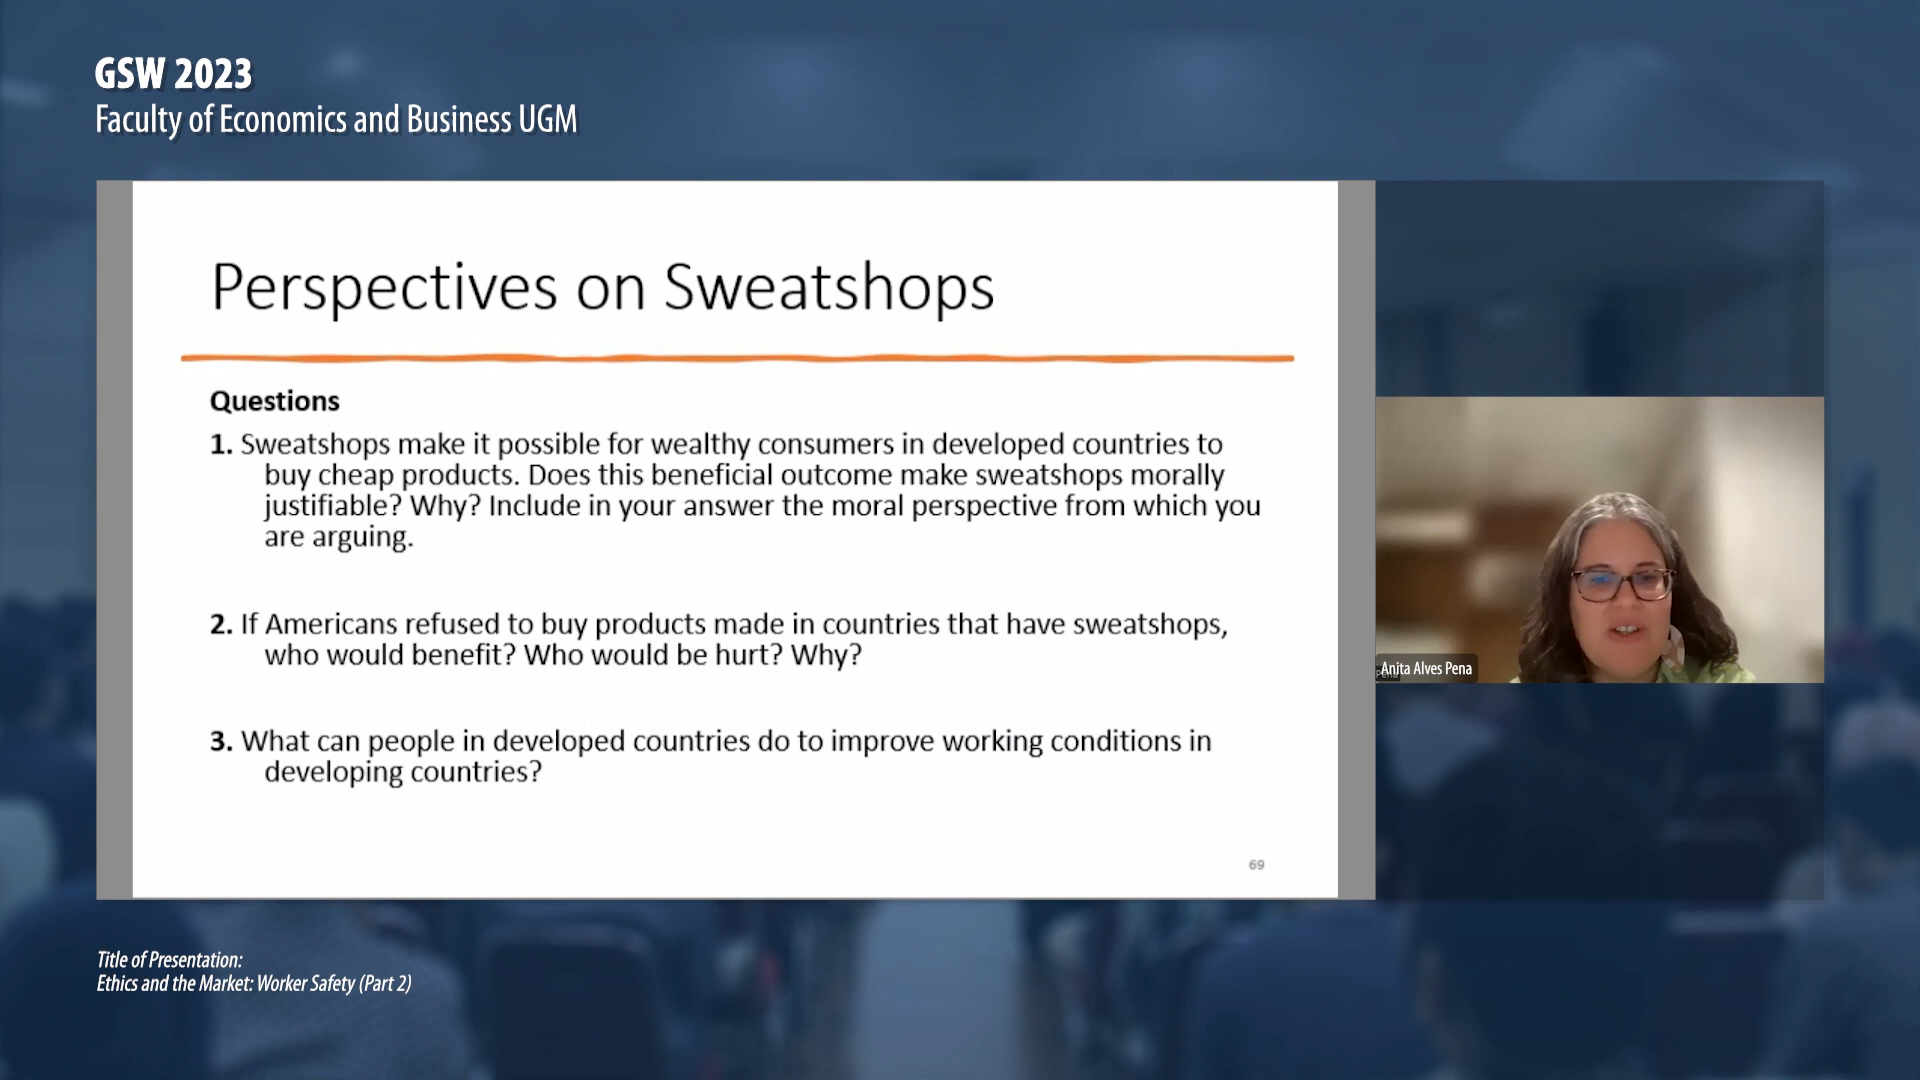 GSW 2023
Faculty of Economics and Business UGM
Perspectives on Sweatshops
Questions
1. Sweatshops make it possible for wealthy consumers in developed countries to
buy cheap products. Does this beneficial outcome make sweatshops morally
justifiable? Why? Include in your answer the moral perspective from which you
are arguing.
2. If Americans refused to buy products made in countries that have sweatshops,
who would benefit? Who would be hurt? Why?
3. What can people in developed countries do to improve working conditions in
developing countries?
69
Anita Alves Pena
Title of Presentation:
Ethics and the Market: Worker Safety (Part 2)